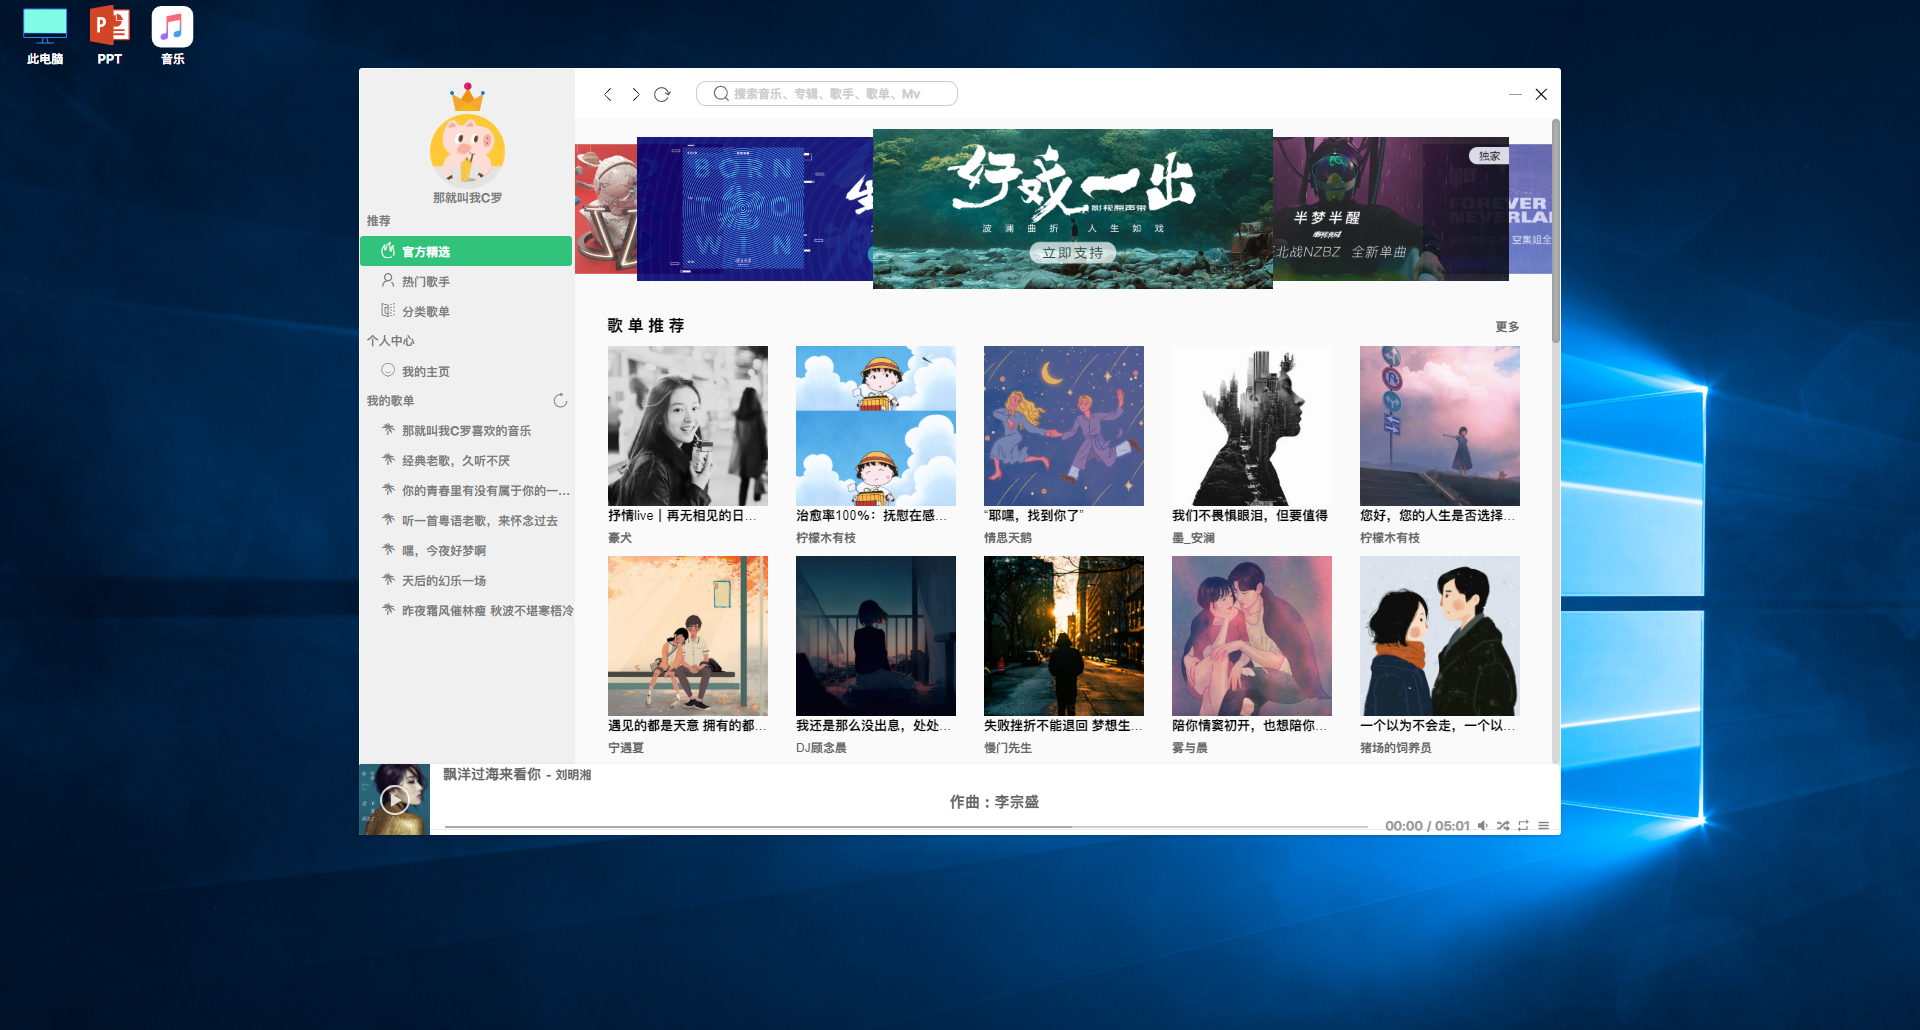 此电脑
PPT
音乐
那就叫我C罗
推荐
官方精选
热门歌手
分类歌单
个人中心
我的主页
我的歌单
那就叫我C罗喜欢的音乐
经典老歌，久听不厌
你的青春里有没有属于你的一...
听一首粤语老歌，来怀念过去
嘿，今夜好梦啊
天后的幻乐一场
昨夜霜风催林瘦 秋波不堪寒梧冷
搜索音乐、专辑、歌手、歌单、Mv
BORN
TO
WIN
好戏一出
影视原声带
波澜曲折 人生如戏
立即支持
独家
半梦半醒
北战NZBZ 全新单曲
FOREVER
NEVERLAN
空集姐全
歌单推荐
更多
抒情live｜再无相见的日...
豪犬
治愈率100%：抚慰在感...
柠檬木有枝
“耶嘿，找到你了”
情思天鹅
我们不畏惧眼泪，但要值得
墨_安澜
您好，您的人生是否选择...
柠檬木有枝
遇见的都是天意 拥有的都...
宁遇夏
我还是那么没出息，处处...
DJ顾念晨
失败挫折不能退回 梦想生...
慢门先生
陪你情窦初开，也想陪你...
雾与晨
一个以为不会走，一个以...
猪场的饲养员
飘洋过海来看你 - 刘明湘
作曲：李宗盛
00:00 / 05:01